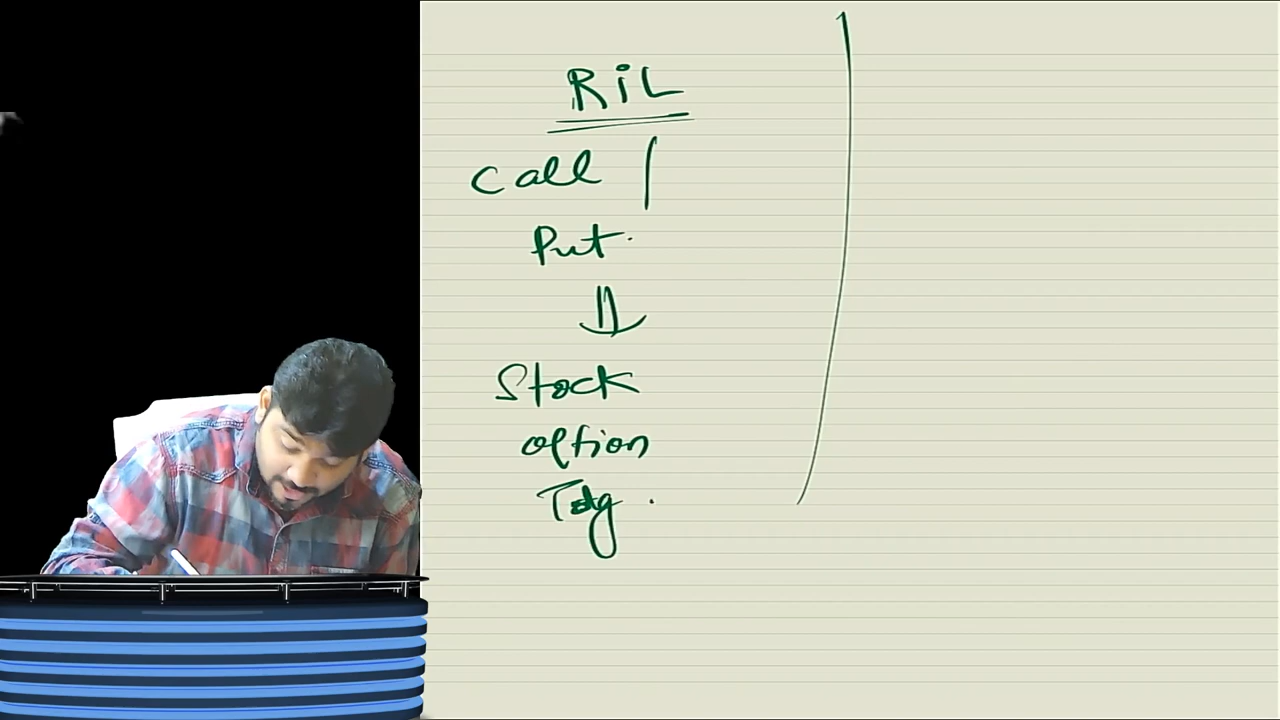 RiL
Call |
Put.
⇓
Stock
option
Tdg.